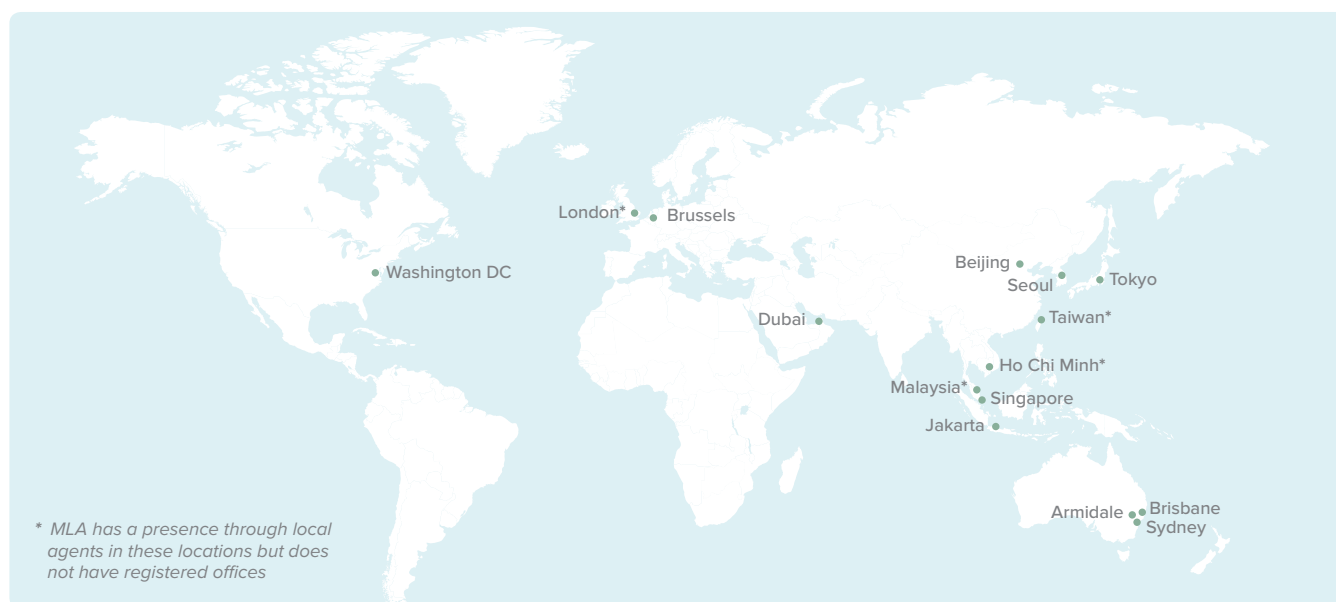 London*
Brussels
Washington DC
Beijing
Seoul
Tokyo
Dubai
Taiwan*
Ho Chi Minh*
Malaysia*
Singapore
Jakarta
Armidale
Brisbane
Sydney
* MLA has a presence through local
agents in these locations but does
not have registered offices